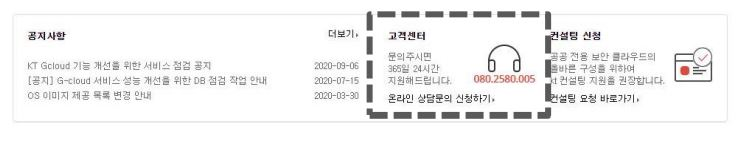 공지사항
더보기›
KT Gcloud 기능 개선을 위한 서비스 점검 공지 2020-09-06
[공지] G-cloud 서비스 성능 개선을 위한 DB 점검 작업 안내 2020-07-15
OS 이미지 제공 목록 변경 안내 2020-03-30
고객센터
문의주시면
365일 24시간
지원해드립니다.
080.2580.005
온라인 상담문의 신청하기›
컨설팅 신청
공공 전용 보안 클라우드의
올바른 구성을 위하여
kt 컨설팅 지원을 권장합니다.
컨설팅 요청 바로가기›